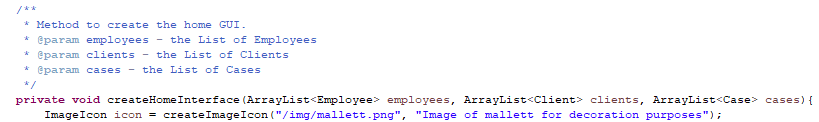 /**
 * Method to create the home GUI.
 * @param employees - the List of Employees
 * @param clients - the List of Clients
 * @param cases - the List of Cases
 */
private void createHomeInterface(ArrayList<Employee> employees, ArrayList<Client> clients, ArrayList<Case> cases){
    ImageIcon icon = createImageIcon("/img/mallett.png", "Image of mallett for decoration purposes");